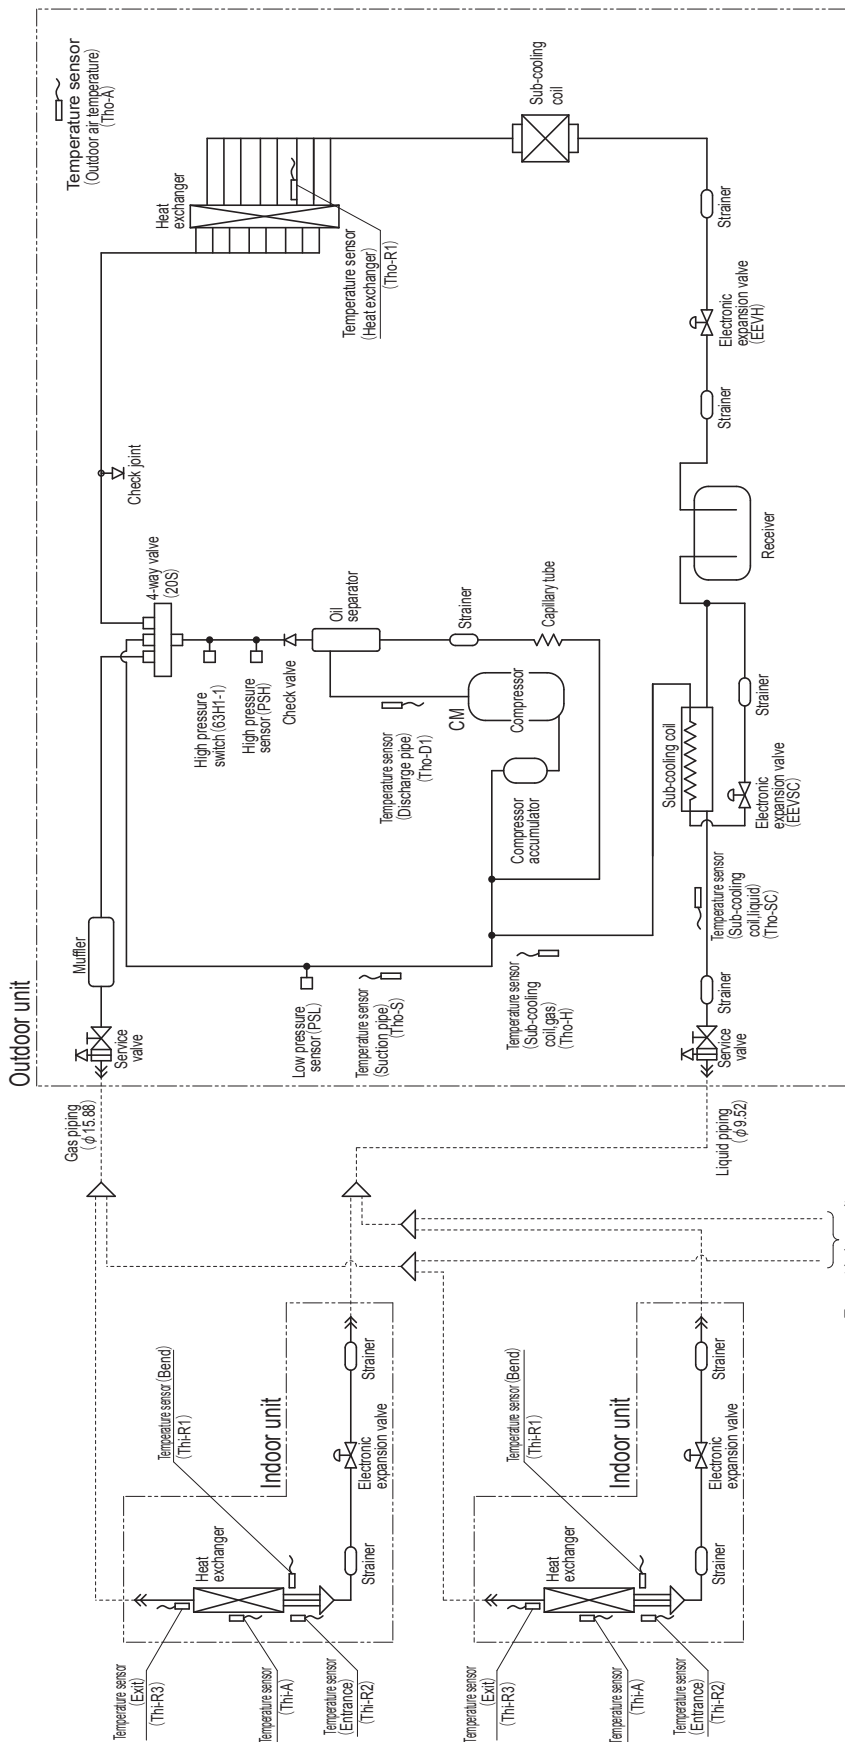 Outdoor unit
Temperature sensor
(Outdoor air temperature)
(Tho-A)
Heat
exchanger
Temperature sensor
(Heat exchanger)
(Tho-R1)
Sub-cooling
coil
Strainer
Electronic
expansion valve
(EEVH)
Strainer
Receiver
Check joint
4-way valve
(20S)
High pressure
switch (63H1-1)
High pressure
sensor (PSH)
Check valve
Oil
separator
Strainer
Capillary tube
CM
Compressor
Temperature sensor
(Discharge pipe)
(Tho-D1)
Compressor
accumulator
Sub-cooling coil
Strainer
Electronic
expansion valve
(EEVSC)
Muffler
Service
valve
Low pressure
sensor (PSL)
Temperature sensor
(Suction pipe)
(Tho-S)
Temperature sensor
(Sub-cooling
coil,gas)
(Tho-H)
Temperature sensor
(Sub-cooling
coil,liquid)
(Tho-SC)
Strainer
Service
valve
Gas piping
(φ15.88)
Liquid piping
(φ9.52)
Indoor unit
Temperature sensor (Bend)
(Thi-R1)
Heat
exchanger
Strainer
Electronic
expansion valve
Strainer
Temperature sensor
(Exit)
(Thi-R3)
Temperature sensor
(Thi-A)
Temperature sensor
(Entrance)
(Thi-R2)
Indoor unit
Temperature sensor (Bend)
(Thi-R1)
Heat
exchanger
Strainer
Electronic
expansion valve
Strainer
Temperature sensor
(Exit)
(Thi-R3)
Temperature sensor
(Thi-A)
Temperature sensor
(Entrance)
(Thi-R2)